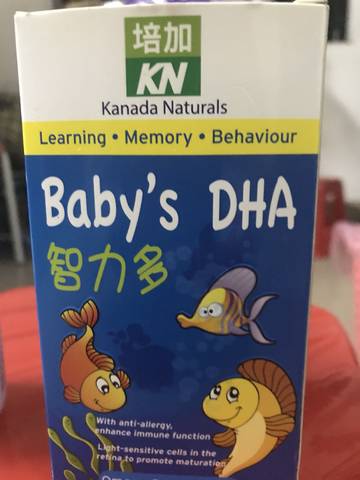 培加
KN
Kanada Naturals
Learning • Memory • Behaviour
Baby's DHA
智力多
With anti-allergy,
enhance immune function
Light-sensitive cells in the
retina to promote maturation